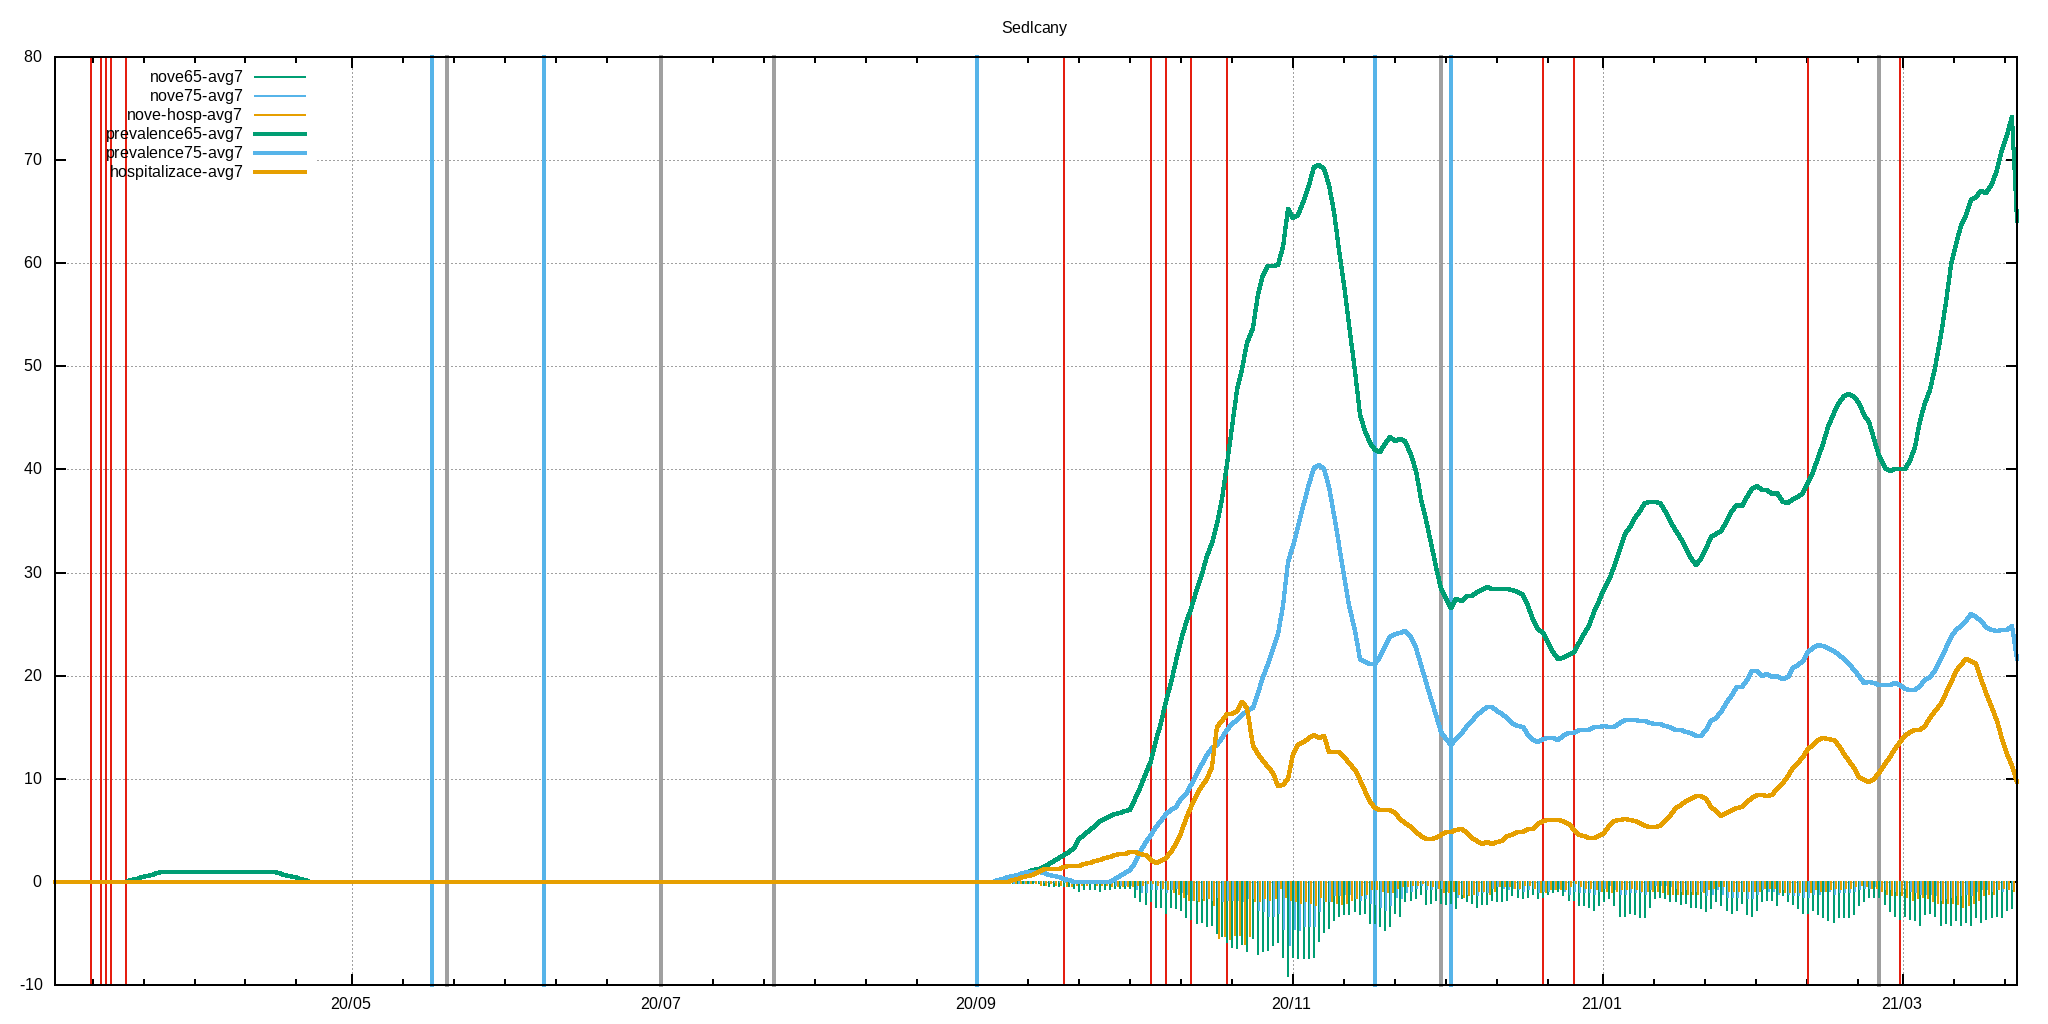 Sedlcany
80
70
60
50
40
30
20
10
0
-10
nove65-avg7
nove75-avg7
nove-hosp-avg7
prevalence65-avg7
prevalence75-avg7
hospitalizace-avg7
20/05 20/07 20/09 20/11 21/01 21/03